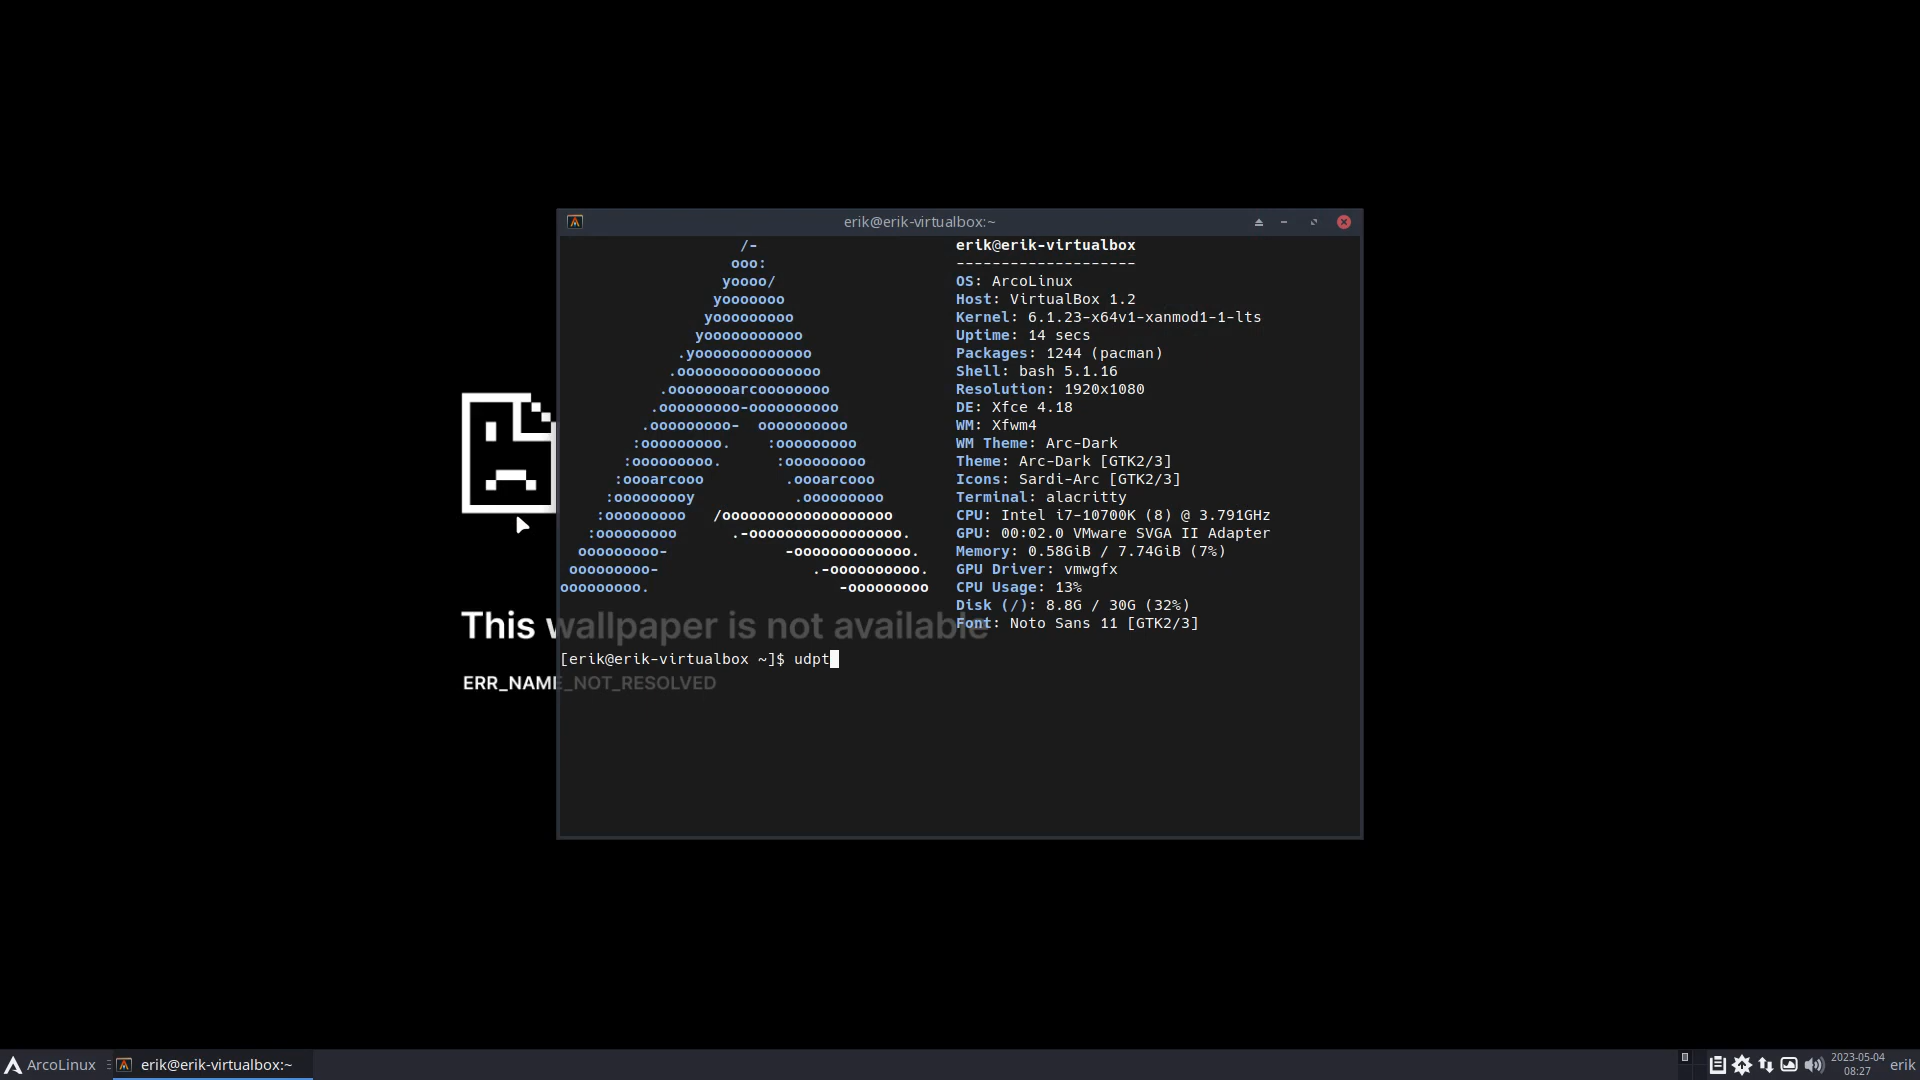 erik@erik-virtualbox:~
/-
ooo:
yoooo/
yooooooo
yooooooooo
yooooooooooo
.yooooooooooooo
.oooooooooooooooo
.oooooooarcoooooooo
.ooooooooo-oooooooooo
.ooooooooo-  oooooooooo
:ooooooooo.    :ooooooooo
:ooooooooo.      :ooooooooo
:oooarcooo         .oooarcooo
:ooooooooy           .ooooooooo
:ooooooooo   /ooooooooooooooooooo
:ooooooooo      .-ooooooooooooooooo.
ooooooooo-             -ooooooooooooo.
ooooooooo-                 .-oooooooooo.
ooooooooo.                     -ooooooooo
erik@erik-virtualbox
--------------------
OS: ArcoLinux
Host: VirtualBox 1.2
Kernel: 6.1.23-x64v1-xanmod1-1-lts
Uptime: 14 secs
Packages: 1244 (pacman)
Shell: bash 5.1.16
Resolution: 1920x1080
DE: Xfce 4.18
WM: Xfwm4
WM Theme: Arc-Dark
Theme: Arc-Dark [GTK2/3]
Icons: Sardi-Arc [GTK2/3]
Terminal: alacritty
CPU: Intel i7-10700K (8) @ 3.791GHz
GPU: 00:02.0 VMware SVGA II Adapter
Memory: 0.58GiB / 7.74GiB (7%)
GPU Driver: vmwgfx
CPU Usage: 13%
Disk (/): 8.8G / 30G (32%)
Font: Noto Sans 11 [GTK2/3]
This wallpaper is not available
[erik@erik-virtualbox ~]$ udpt
ERR_NAME_NOT_RESOLVED
ArcoLinux
erik@erik-virtualbox:~
2023-05-04
08:27
erik